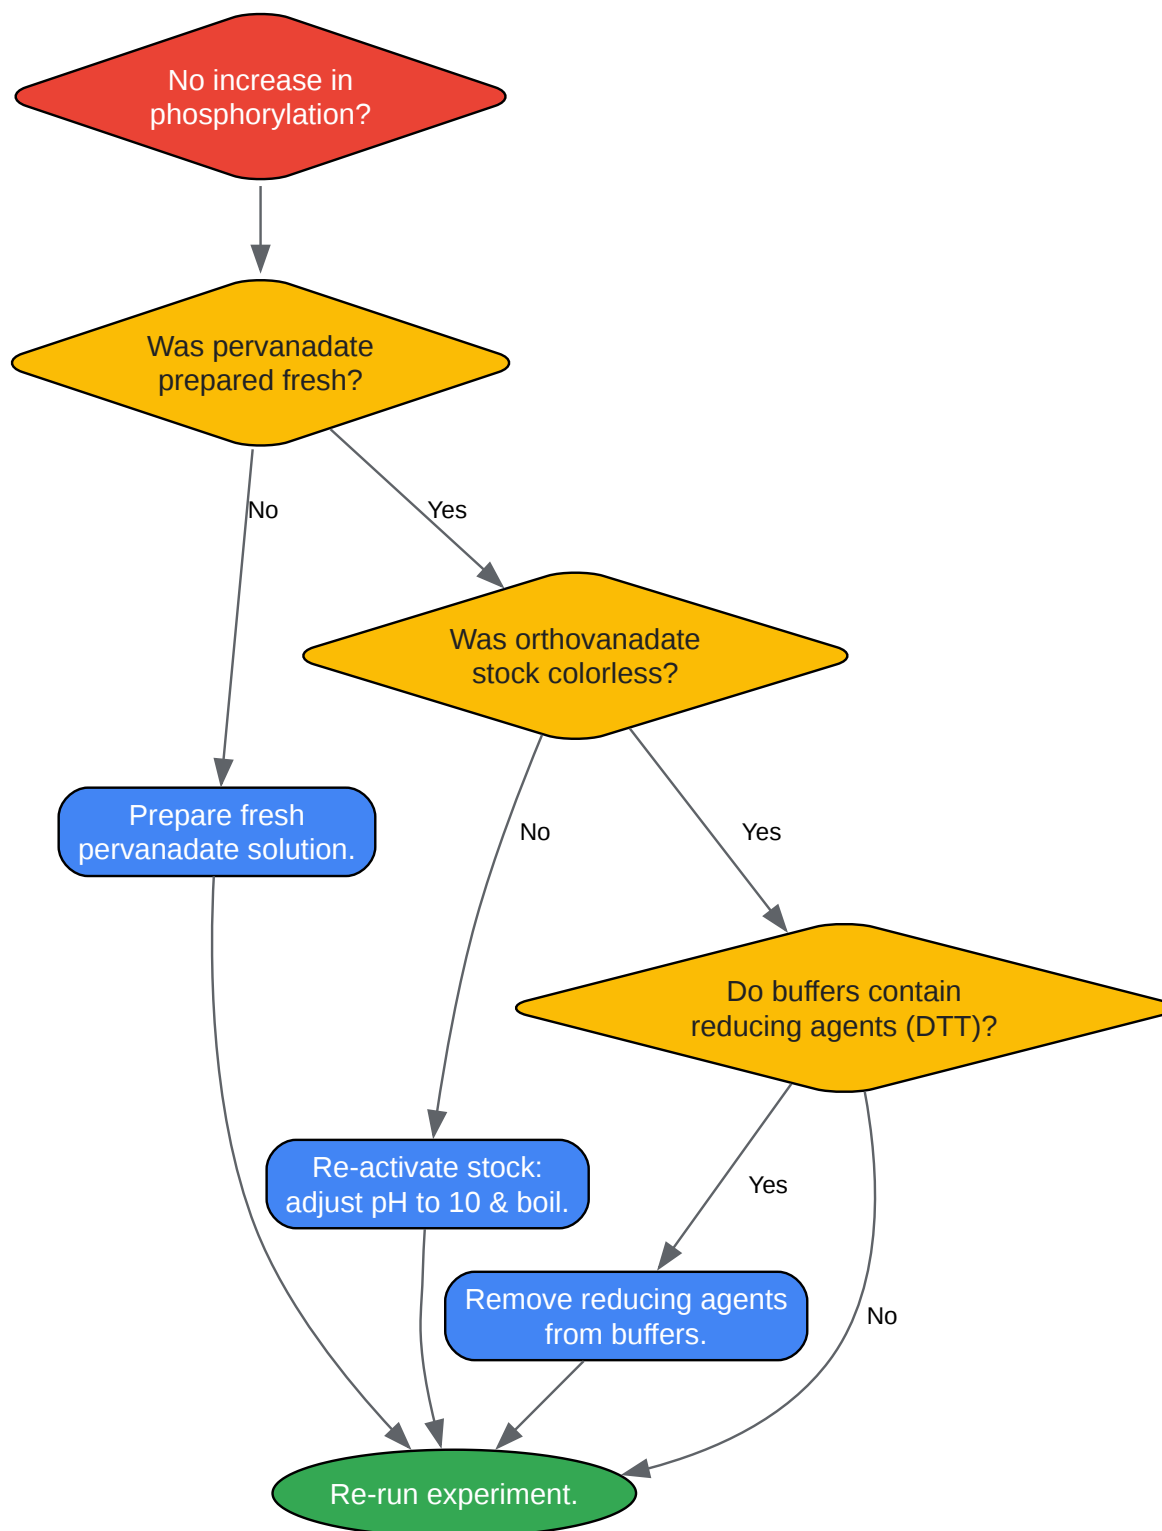 No increase in
phosphorylation?
Was pervanadate
prepared fresh?
No
Yes
Was orthovanadate
stock colorless?
Prepare fresh
pervanadate solution.
No
Yes
Do buffers contain
reducing agents (DTT)?
Re-activate stock:
adjust pH to 10 & boil.
Yes
Remove reducing agents
from buffers.
No
Re-run experiment.